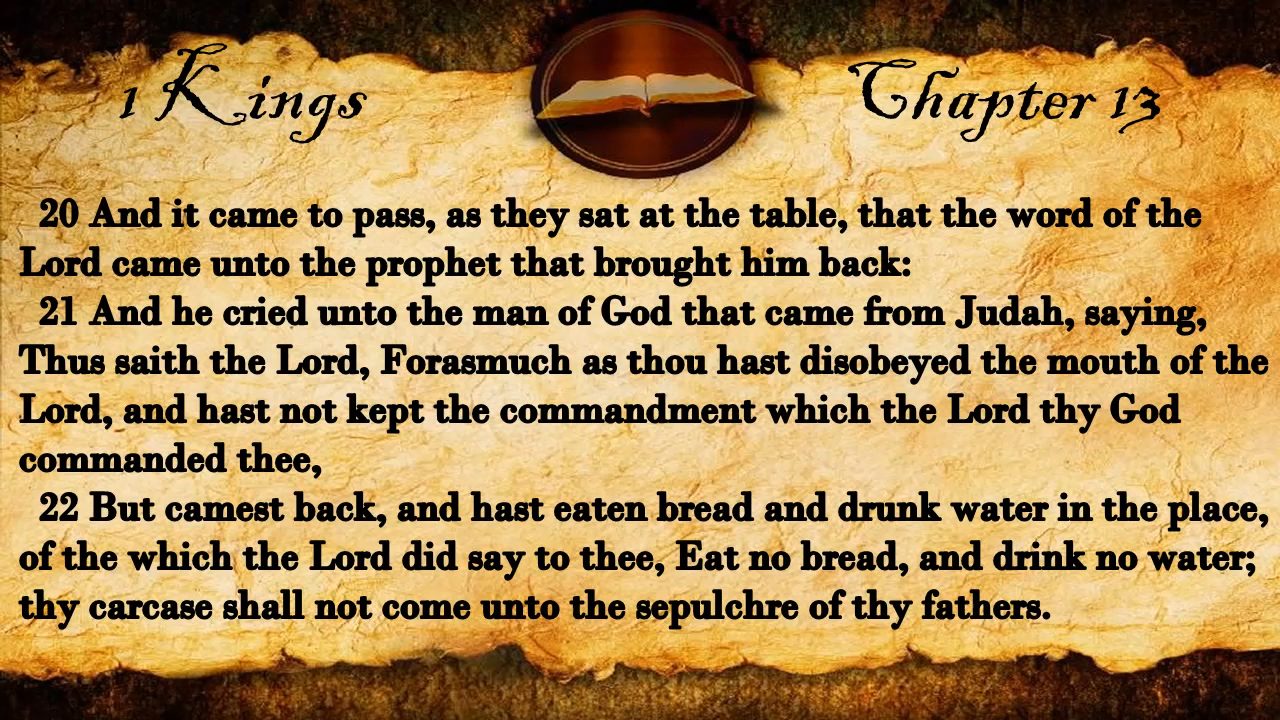 1 Kings
Chapter 13
20 And it came to pass, as they sat at the table, that the word of the
Lord came unto the prophet that brought him back:
21 And he cried unto the man of God that came from Judah, saying,
Thus saith the Lord, Forasmuch as thou hast disobeyed the mouth of the
Lord, and hast not kept the commandment which the Lord thy God
commanded thee,
22 But camest back, and hast eaten bread and drunk water in the place,
of the which the Lord did say to thee, Eat no bread, and drink no water;
thy carcase shall not come unto the sepulchre of thy fathers.